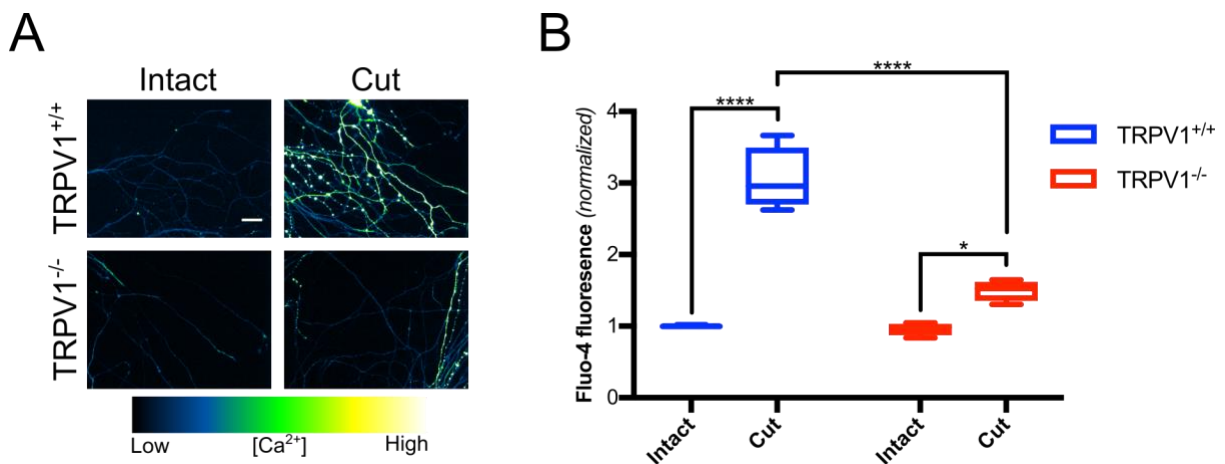 A
Intact
Cut
TRPV1+/+
TRPV1-/-
Low
[Ca2+]
High
B
Fluo-4 fluorescence (normalized)
4
3
2
1
0
****
****
*
Intact
Cut
Intact
Cut
TRPV1+/+
TRPV1-/-